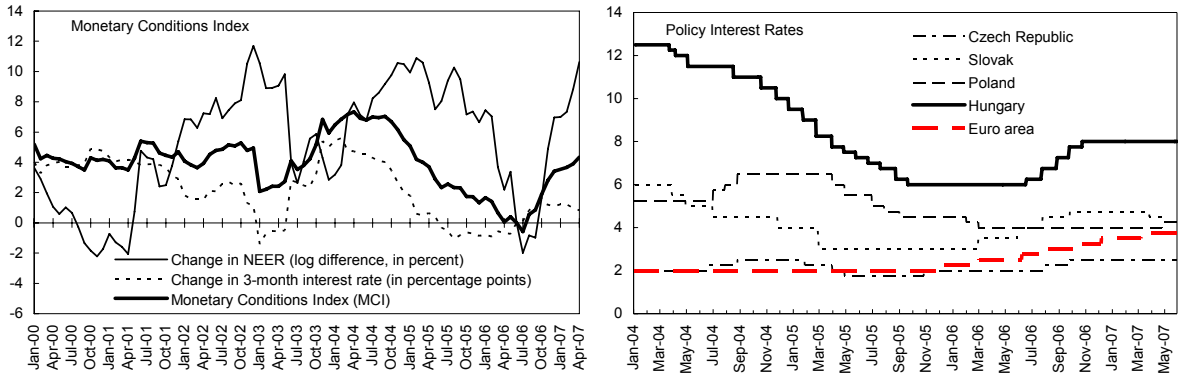 Monetary Conditions Index
14
12
10
8
6
4
2
0
-2
-4
-6
Change in NEER (log difference, in percent)
Change in 3-month interest rate (in percentage points)
Monetary Conditions Index (MCI)
Jan-00
Apr-00
Jul-00
Oct-00
Jan-01
Apr-01
Jul-01
Oct-01
Jan-02
Apr-02
Jul-02
Oct-02
Jan-03
Apr-03
Jul-03
Oct-03
Jan-04
Apr-04
Jul-04
Oct-04
Jan-05
Apr-05
Jul-05
Oct-05
Jan-06
Apr-06
Jul-06
Oct-06
Jan-07
Apr-07
Policy Interest Rates
14
12
10
8
6
4
2
0
Czech Republic
Slovak
Poland
Hungary
Euro area
Jan-04
Mar-04
May-04
Jul-04
Sep-04
Nov-04
Jan-05
Mar-05
May-05
Jul-05
Sep-05
Nov-05
Jan-06
Mar-06
May-06
Jul-06
Sep-06
Nov-06
Jan-07
Mar-07
May-07